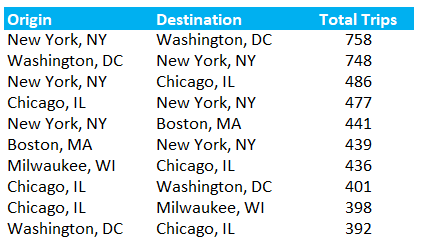 Origin Destination Total Trips
New York, NY Washington, DC 758
Washington, DC New York, NY 748
New York, NY Chicago, IL 486
Chicago, IL New York, NY 477
New York, NY Boston, MA 441
Boston, MA New York, NY 439
Milwaukee, WI Chicago, IL 436
Chicago, IL Washington, DC 401
Chicago, IL Milwaukee, WI 398
Washington, DC Chicago, IL 392